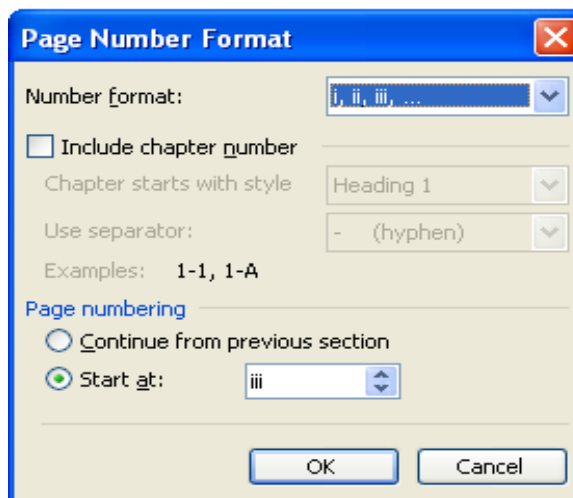 Page Number Format
Number format: i, ii, iii, ...
Include chapter number
Chapter starts with style Heading 1
Use separator: - (hyphen)
Examples: 1-1, 1-A
Page numbering
Continue from previous section
Start at: iii
OK Cancel